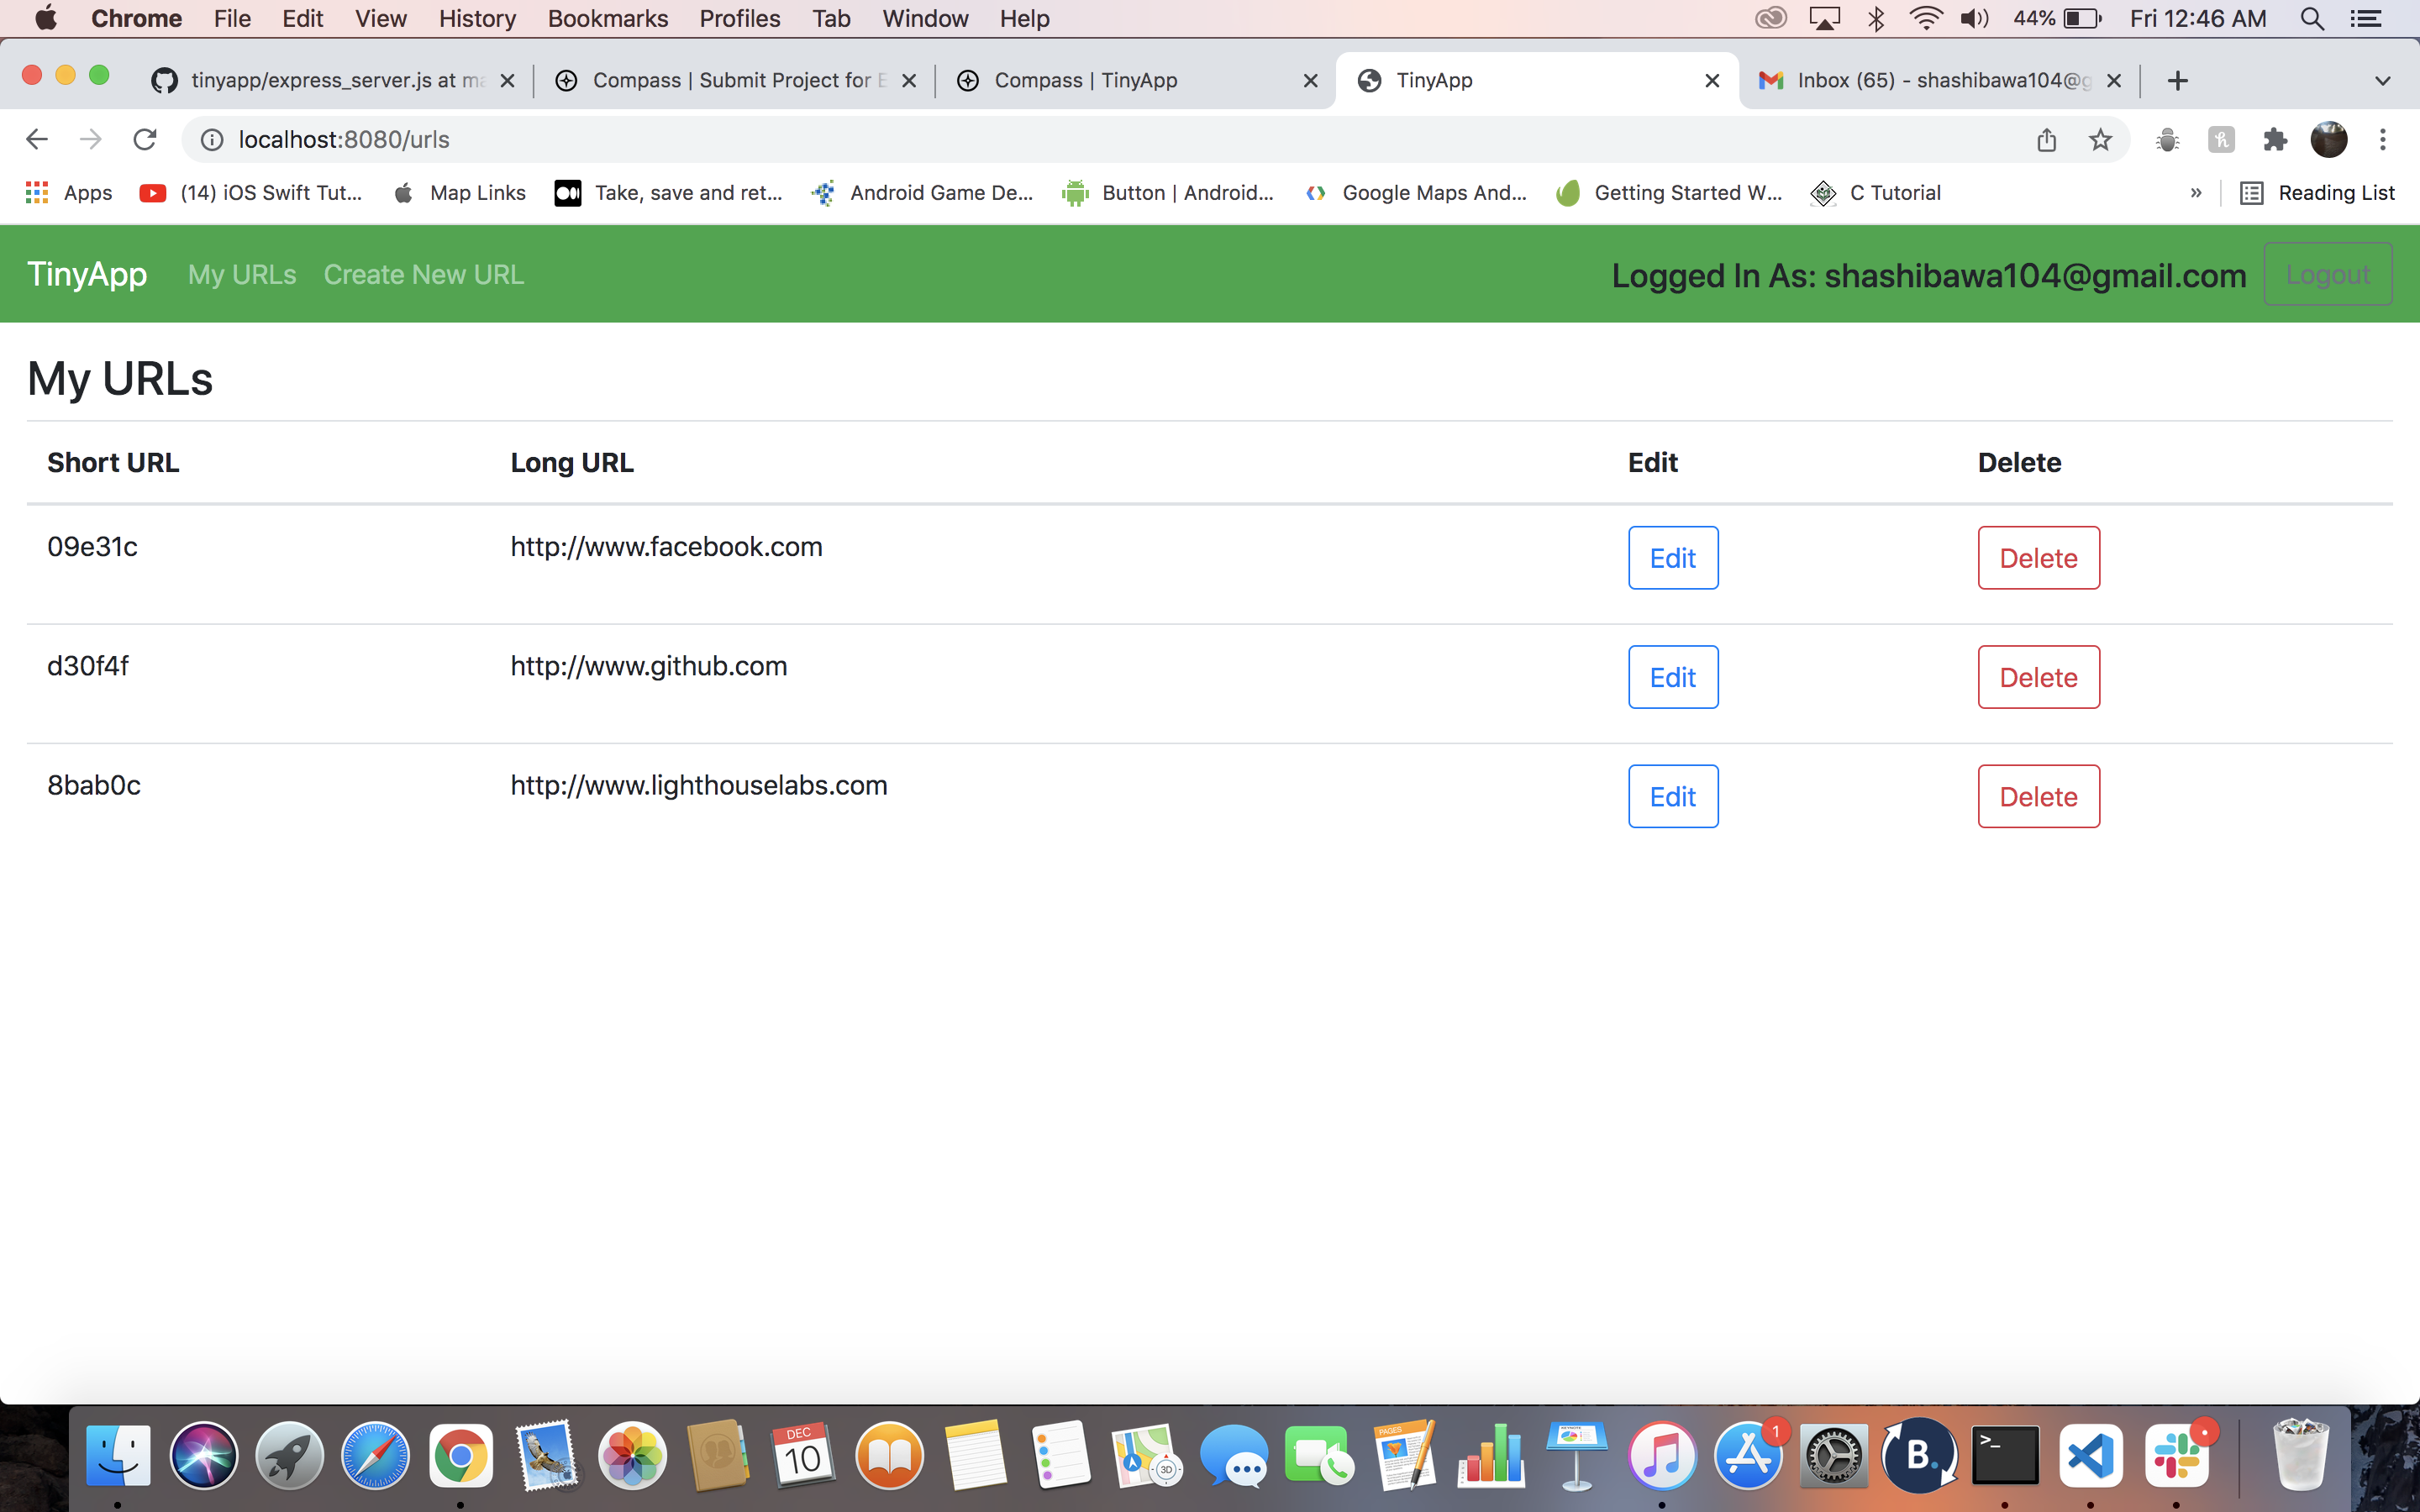 Chrome File Edit View History Bookmarks Profiles Tab Window Help 44% Fri 12:46 AM
tinyapp/express_server.js at ma Compass | Submit Project for E Compass | TinyApp TinyApp Inbox (65) - shashibawa104@g
localhost:8080/urls
Apps (14) iOS Swift Tut... Map Links Take, save and ret... Android Game De... Button | Android... Google Maps And... Getting Started W... C Tutorial » Reading List
TinyApp My URLs Create New URL Logged In As: shashibawa104@gmail.com Logout
My URLs
Short URL Long URL Edit Delete
09e31c http://www.facebook.com Edit Delete
d30f4f http://www.github.com Edit Delete
8bab0c http://www.lighthouselabs.com Edit Delete
DEC
10
3D
PAGES
1
B.
>_